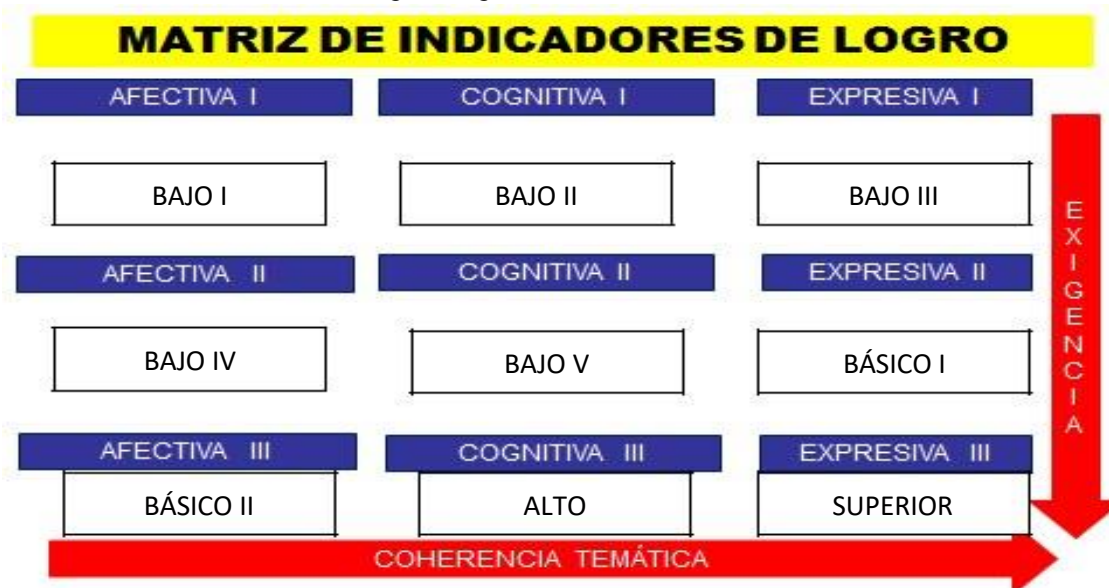 MATRIZ DE INDICADORES DE LOGRO
AFECTIVA I COGNITIVA I EXPRESIVA I
BAJO I BAJO II BAJO III
AFECTIVA II COGNITIVA II EXPRESIVA II
BAJO IV BAJO V BÁSICO I
AFECTIVA III COGNITIVA III EXPRESIVA III
BÁSICO II ALTO SUPERIOR
COHERENCIA TEMÁTICA
EXIGENCIA